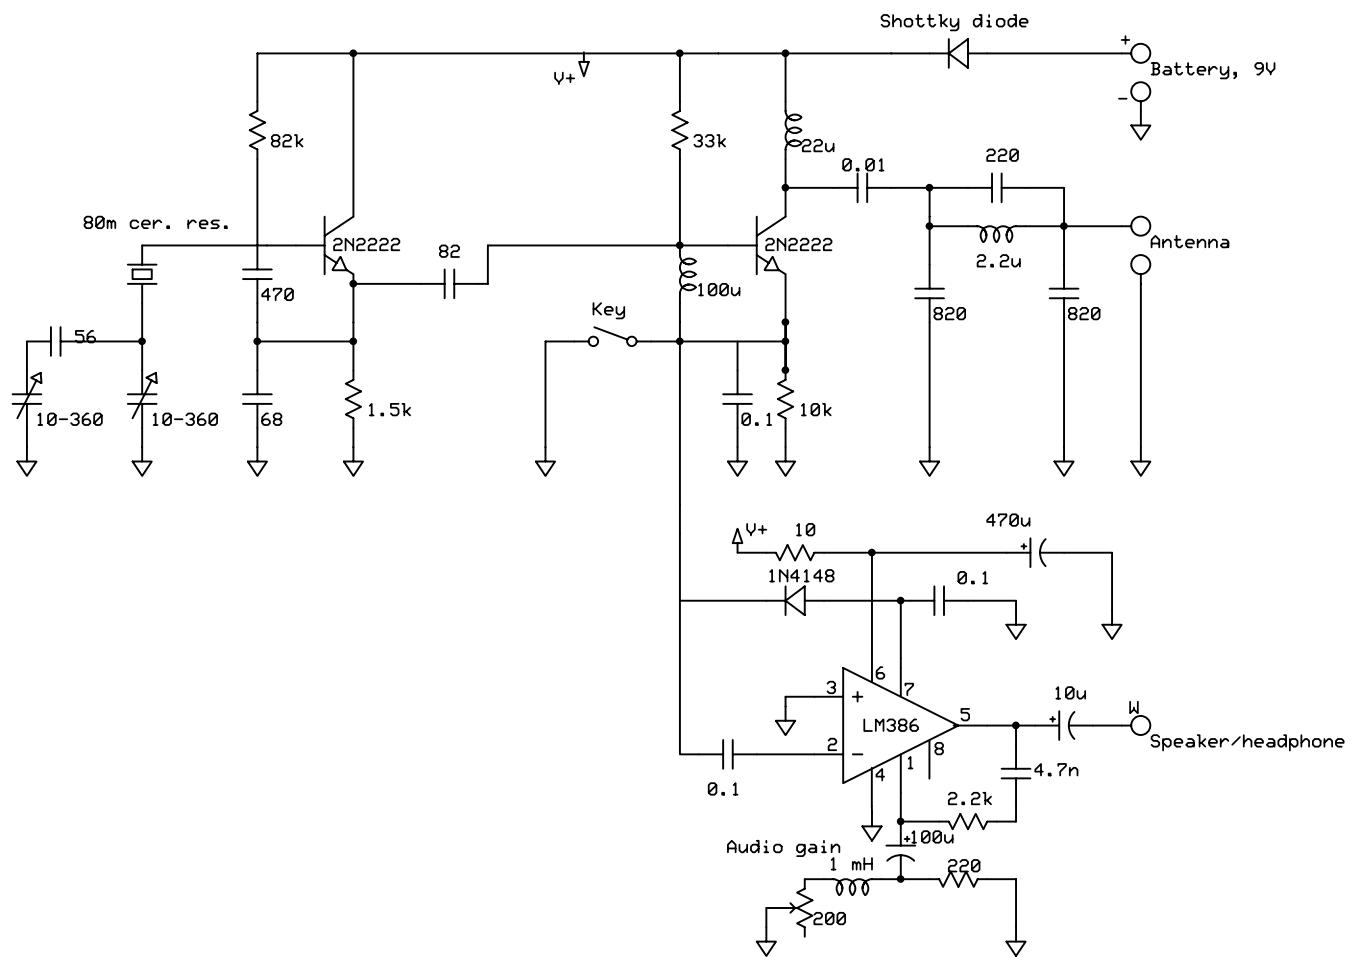 Shottky diode
+
V+
Battery, 9V
-
82k
33k
22u
0.01
220
80m cer. res.
2N2222
82
2N2222
Antenna
2.2u
470
100u
Key
820
820
56
10-360
10-360
68
1.5k
0.1
10k
470u
V+
10
+
1N4148
0.1
6
3
7
+
10u
W
LM386
5
+
2
-
8
Speaker/headphone
1
4
4.7n
0.1
2.2k
+100u
Audio gain
1 mH
220
200